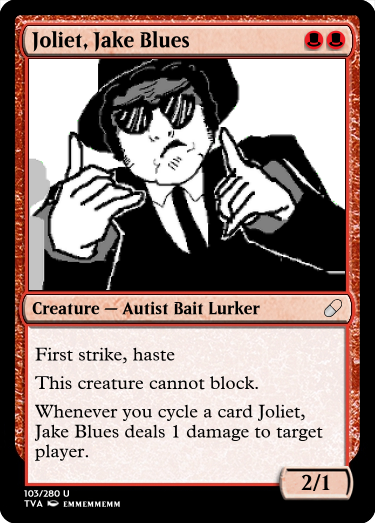 Joliet, Jake Blues
Creature — Autist Bait Lurker
First strike, haste
This creature cannot block.
Whenever you cycle a card Joliet,
Jake Blues deals 1 damage to target
player.
2/1
103/280 U
TVA EMMEMMEMM